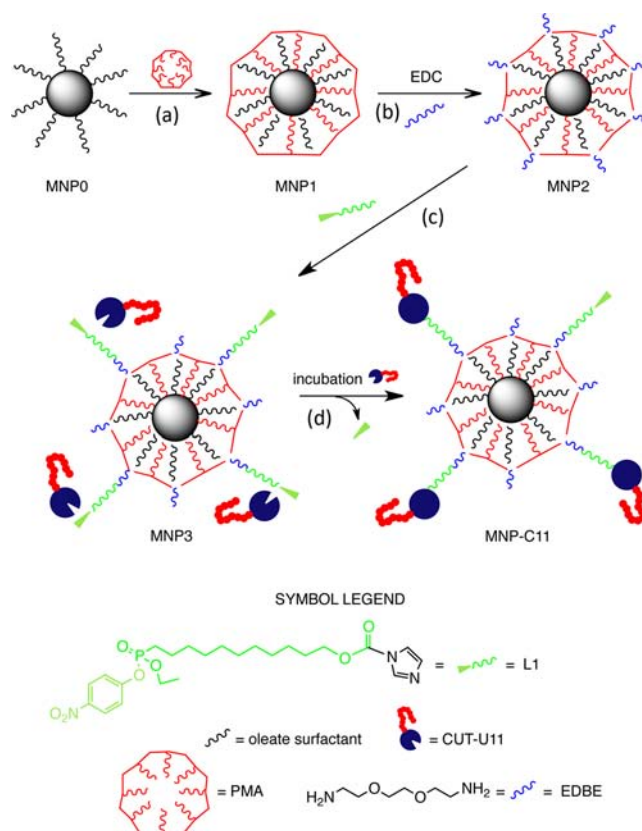 (a)
EDC
(b)
MNP0
MNP1
MNP2
(c)
incubation
(d)
MNP3
MNP-C11
SYMBOL LEGEND
O2 P O O O2N O O N N = = L1
= oleate surfactant
= CUT-U11
= PMA
H2N O O NH2 = = EDBE